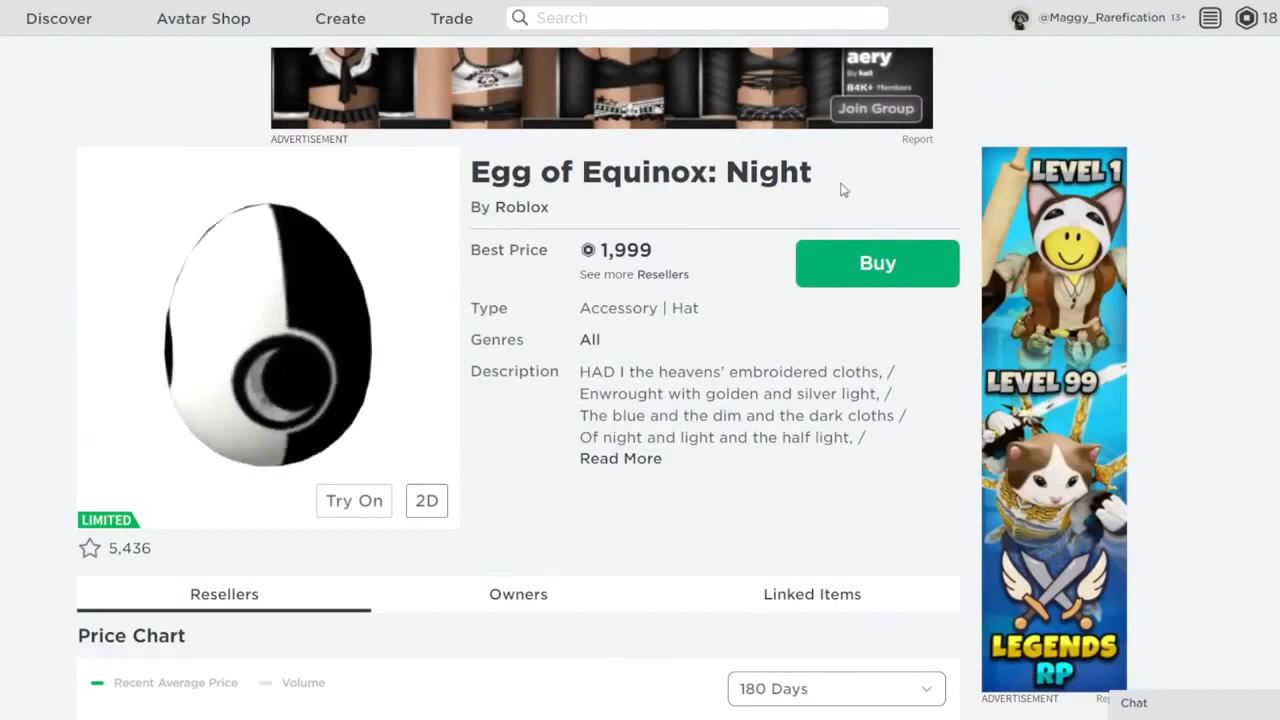 Discover Avatar Shop Create Trade Search @Maggy_Rarefication 13+ 18
aery
By kait
84K+ Members
Join Group
ADVERTISEMENT Report
Egg of Equinox: Night
By Roblox
Best Price 1,999
See more Resellers
Buy
Type Accessory | Hat
Genres All
Description HAD I the heavens’ embroidered cloths, /
Enwrought with golden and silver light, /
The blue and the dim and the dark cloths /
Of night and light and the half light, /
Read More
Try On 2D
LIMITED
5,436
LEVEL 1
LEVEL 99
LEGENDS
RP
ADVERTISEMENT
Resellers Owners Linked Items
Price Chart
Recent Average Price Volume 180 Days
Chat